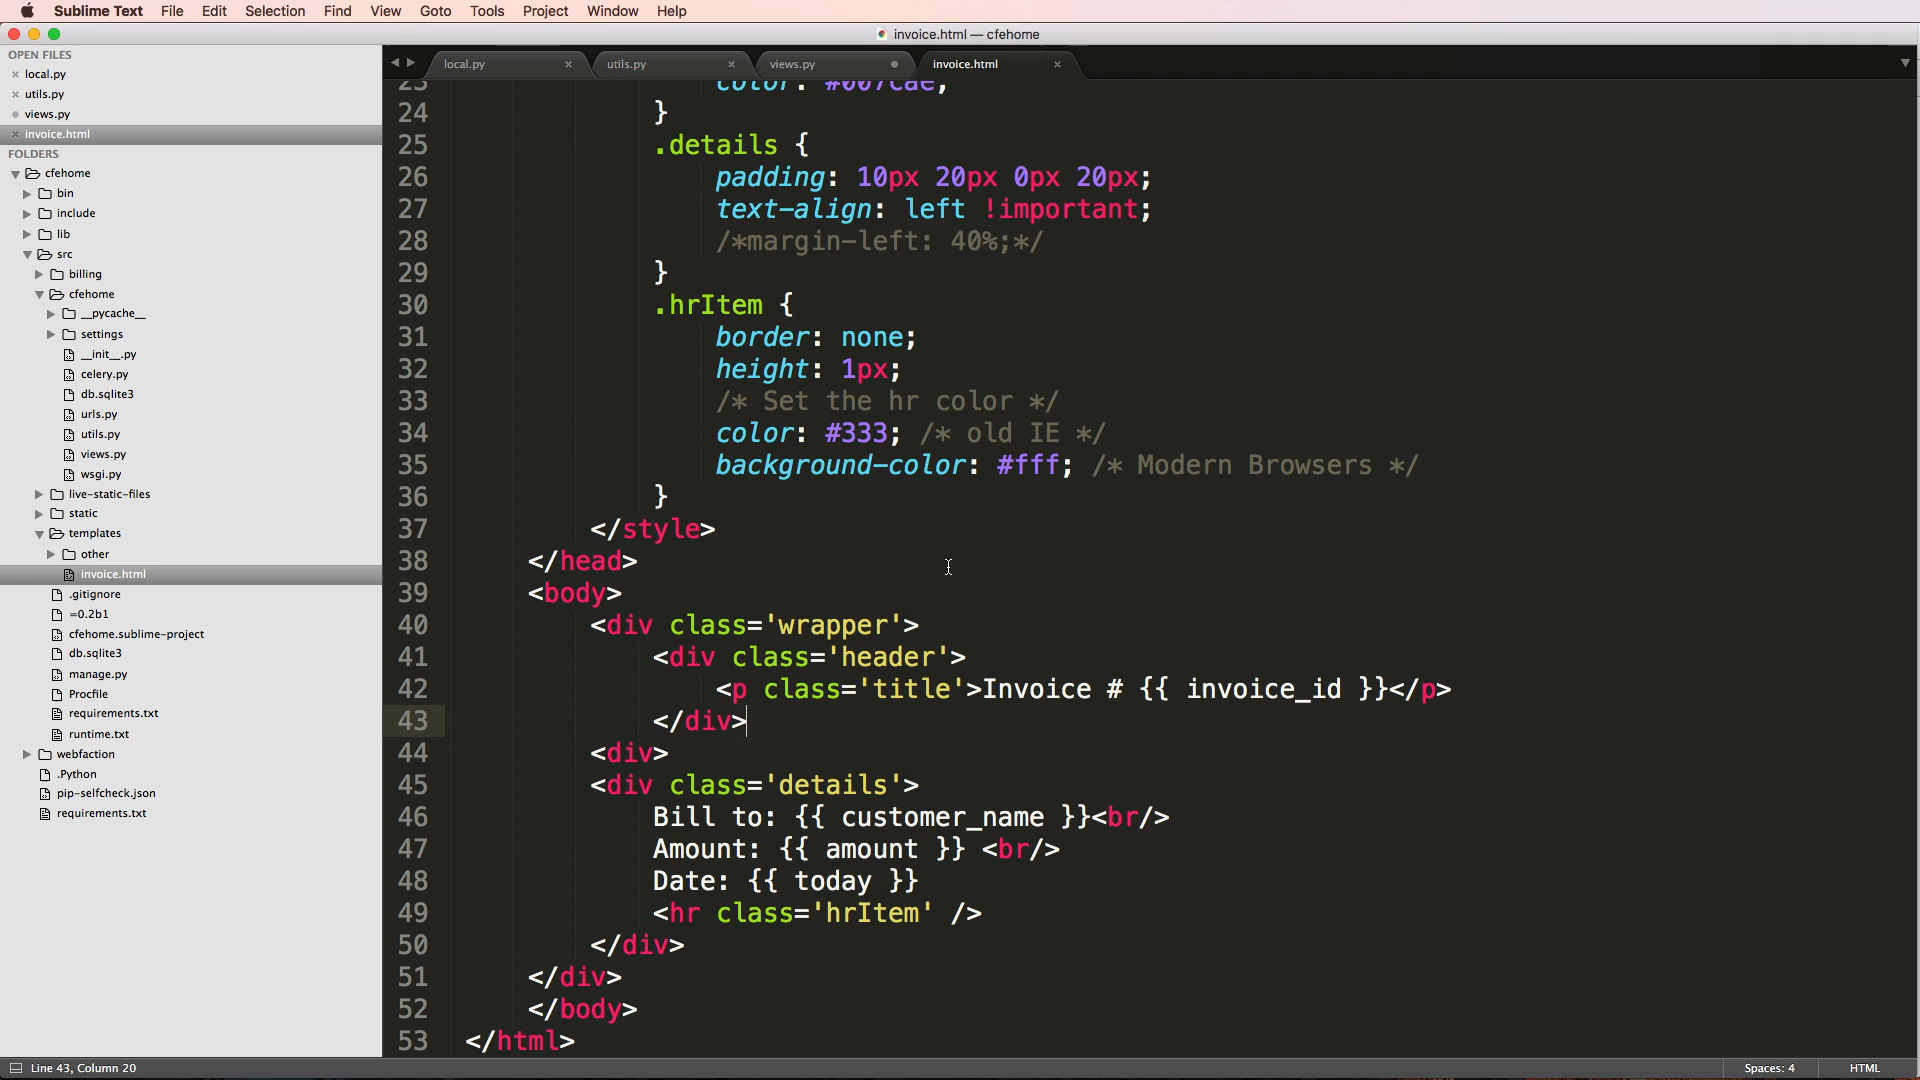 Sublime Text File Edit Selection Find View Goto Tools Project Window Help
invoice.html — cfehome
OPEN FILES
local.py
utils.py
views.py
invoice.html
FOLDERS
cfehome
bin
include
lib
src
billing
cfehome
__pycache__
settings
__init__.py
celery.py
db.sqlite3
urls.py
utils.py
views.py
wsgi.py
live-static-files
static
templates
other
invoice.html
.gitignore
=0.2b1
cfehome.sublime-project
db.sqlite3
manage.py
Procfile
requirements.txt
runtime.txt
webfaction
.Python
pip-selfcheck.json
requirements.txt
local.py utils.py views.py invoice.html
23 color: #007cae;
24 }
25 .details {
26 padding: 10px 20px 0px 20px;
27 text-align: left !important;
28 /*margin-left: 40%;*/
29 }
30 .hrItem {
31 border: none;
32 height: 1px;
33 /* Set the hr color */
34 color: #333; /* old IE */
35 background-color: #fff; /* Modern Browsers */
36 }
37 </style>
38 </head>
39 <body>
40 <div class='wrapper'>
41 <div class='header'>
42 <p class='title'>Invoice # {{ invoice_id }}</p>
43 </div>
44 <div>
45 <div class='details'>
46 Bill to: {{ customer_name }}<br/>
47 Amount: {{ amount }} <br/>
48 Date: {{ today }}
49 <hr class='hrItem' />
50 </div>
51 </div>
52 </body>
53 </html>
Line 43, Column 20 Spaces: 4 HTML